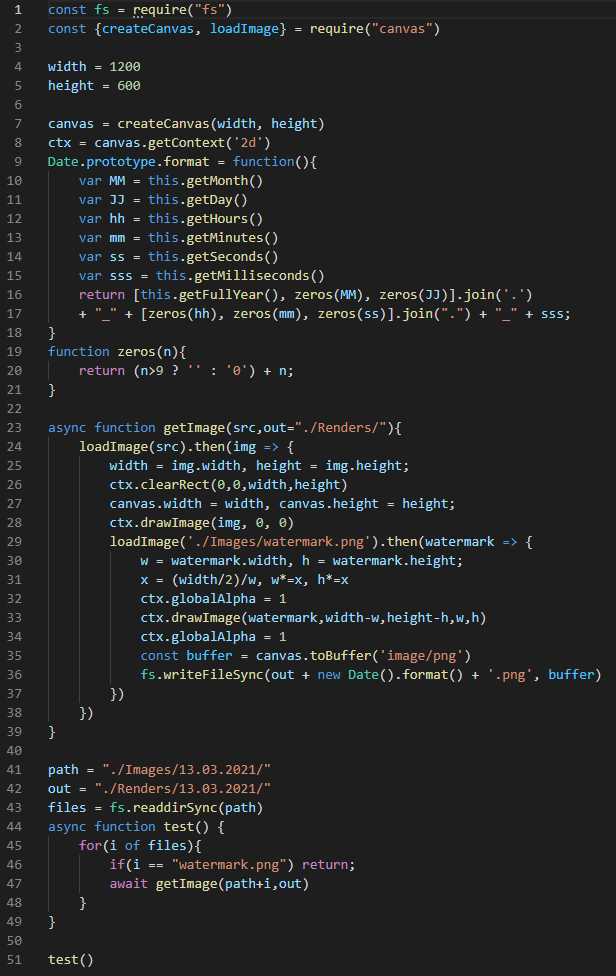 1 const fs = require("fs")
2 const {createCanvas, loadImage} = require("canvas")
3
4 width = 1200
5 height = 600
6
7 canvas = createCanvas(width, height)
8 ctx = canvas.getContext('2d')
9 Date.prototype.format = function(){
10     var MM = this.getMonth()
11     var JJ = this.getDay()
12     var hh = this.getHours()
13     var mm = this.getMinutes()
14     var ss = this.getSeconds()
15     var sss = this.getMilliseconds()
16     return [this.getFullYear(), zeros(MM), zeros(JJ)].join('.')
17     + "_" + [zeros(hh), zeros(mm), zeros(ss)].join(".") + "_" + sss;
18 }
19 function zeros(n){
20     return (n>9 ? '' : '0') + n;
21 }
22
23 async function getImage(src,out="./Renders/"){
24     loadImage(src).then(img => {
25         width = img.width, height = img.height;
26         ctx.clearRect(0,0,width,height)
27         canvas.width = width, canvas.height = height;
28         ctx.drawImage(img, 0, 0)
29         loadImage('./Images/watermark.png').then(watermark => {
30             w = watermark.width, h = watermark.height;
31             x = (width/2)/w, w*=x, h*=x
32             ctx.globalAlpha = 1
33             ctx.drawImage(watermark,width-w,height-h,w,h)
34             ctx.globalAlpha = 1
35             const buffer = canvas.toBuffer('image/png')
36             fs.writeFileSync(out + new Date().format() + '.png', buffer)
37         })
38     })
39 }
40
41 path = "./Images/13.03.2021/"
42 out = "./Renders/13.03.2021/"
43 files = fs.readdirSync(path)
44 async function test() {
45     for(i of files){
46         if(i == "watermark.png") return;
47         await getImage(path+i,out)
48     }
49 }
50
51 test()